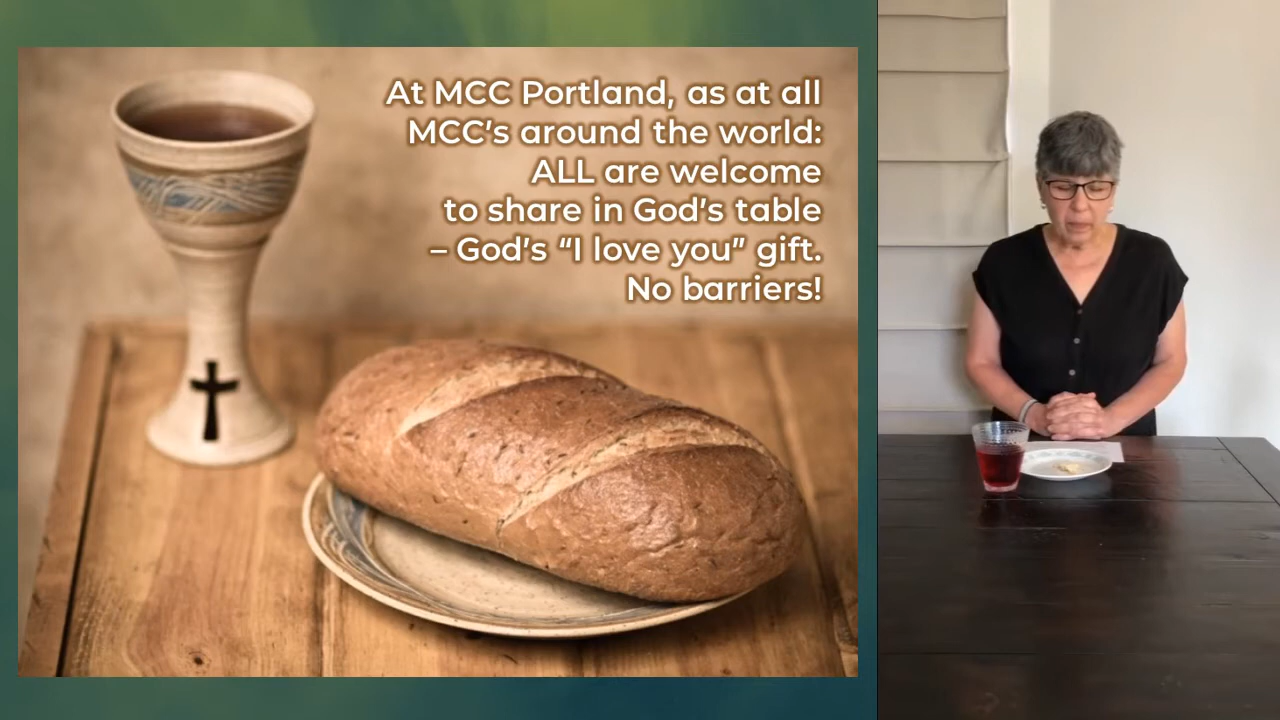 At MCC Portland, as at all
MCC's around the world:
ALL are welcome
to share in God's table
– God's “I love you” gift.
No barriers!